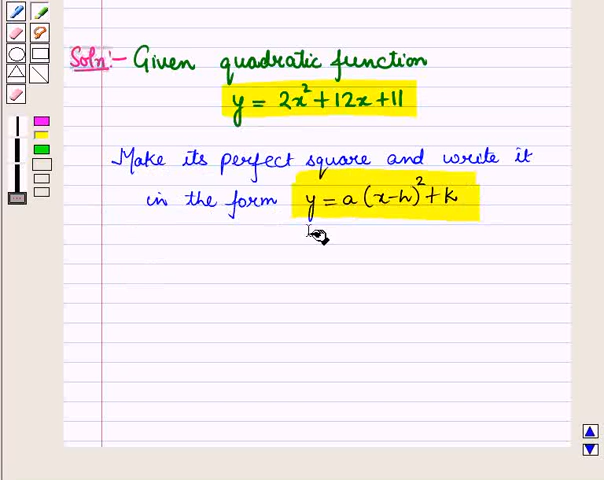 Soln:- Given quadratic function
y = 2x² + 12x + 11
Make its perfect square and write it
in the form y = a (x-h)² + k